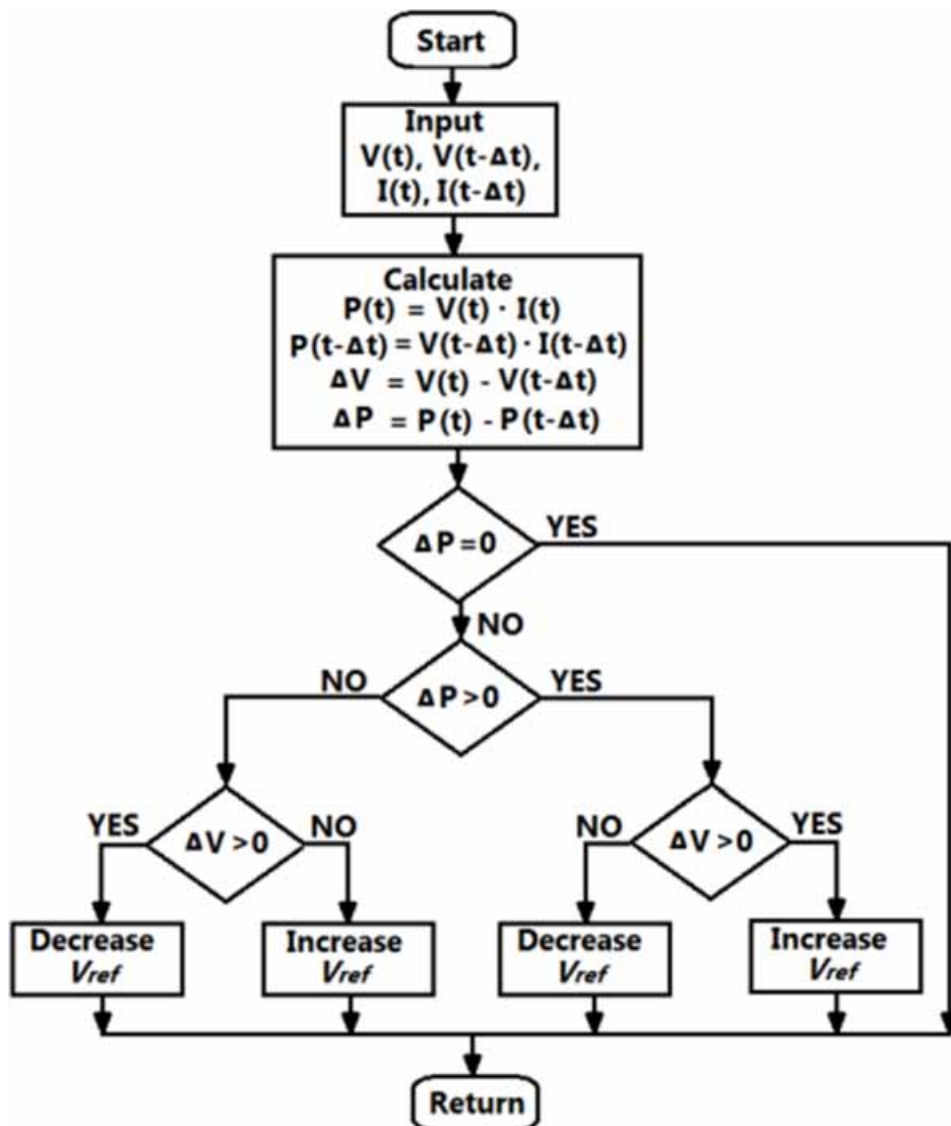 Start
Input
V(t), V(t-Δt),
I(t), I(t-Δt)
Calculate
P(t) = V(t) · I(t)
P(t-Δt) = V(t-Δt) · I(t-Δt)
ΔV = V(t) - V(t-Δt)
ΔP = P(t) - P(t-Δt)
ΔP=0
YES
NO
ΔP>0
NO
YES
ΔV>0
YES
NO
ΔV>0
NO
YES
Decrease
Vref
Increase
Vref
Decrease
Vref
Increase
Vref
Return